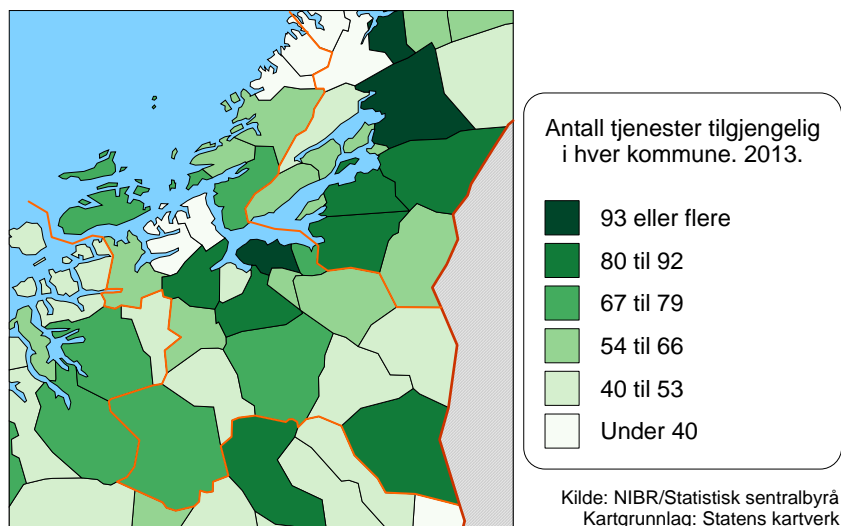 Antall tjenester tilgjengelig
i hver kommune. 2013.
93 eller flere
80 til 92
67 til 79
54 til 66
40 til 53
Under 40
Kilde: NIBR/Statistisk sentralbyrå
Kartgrunnlag: Statens kartverk